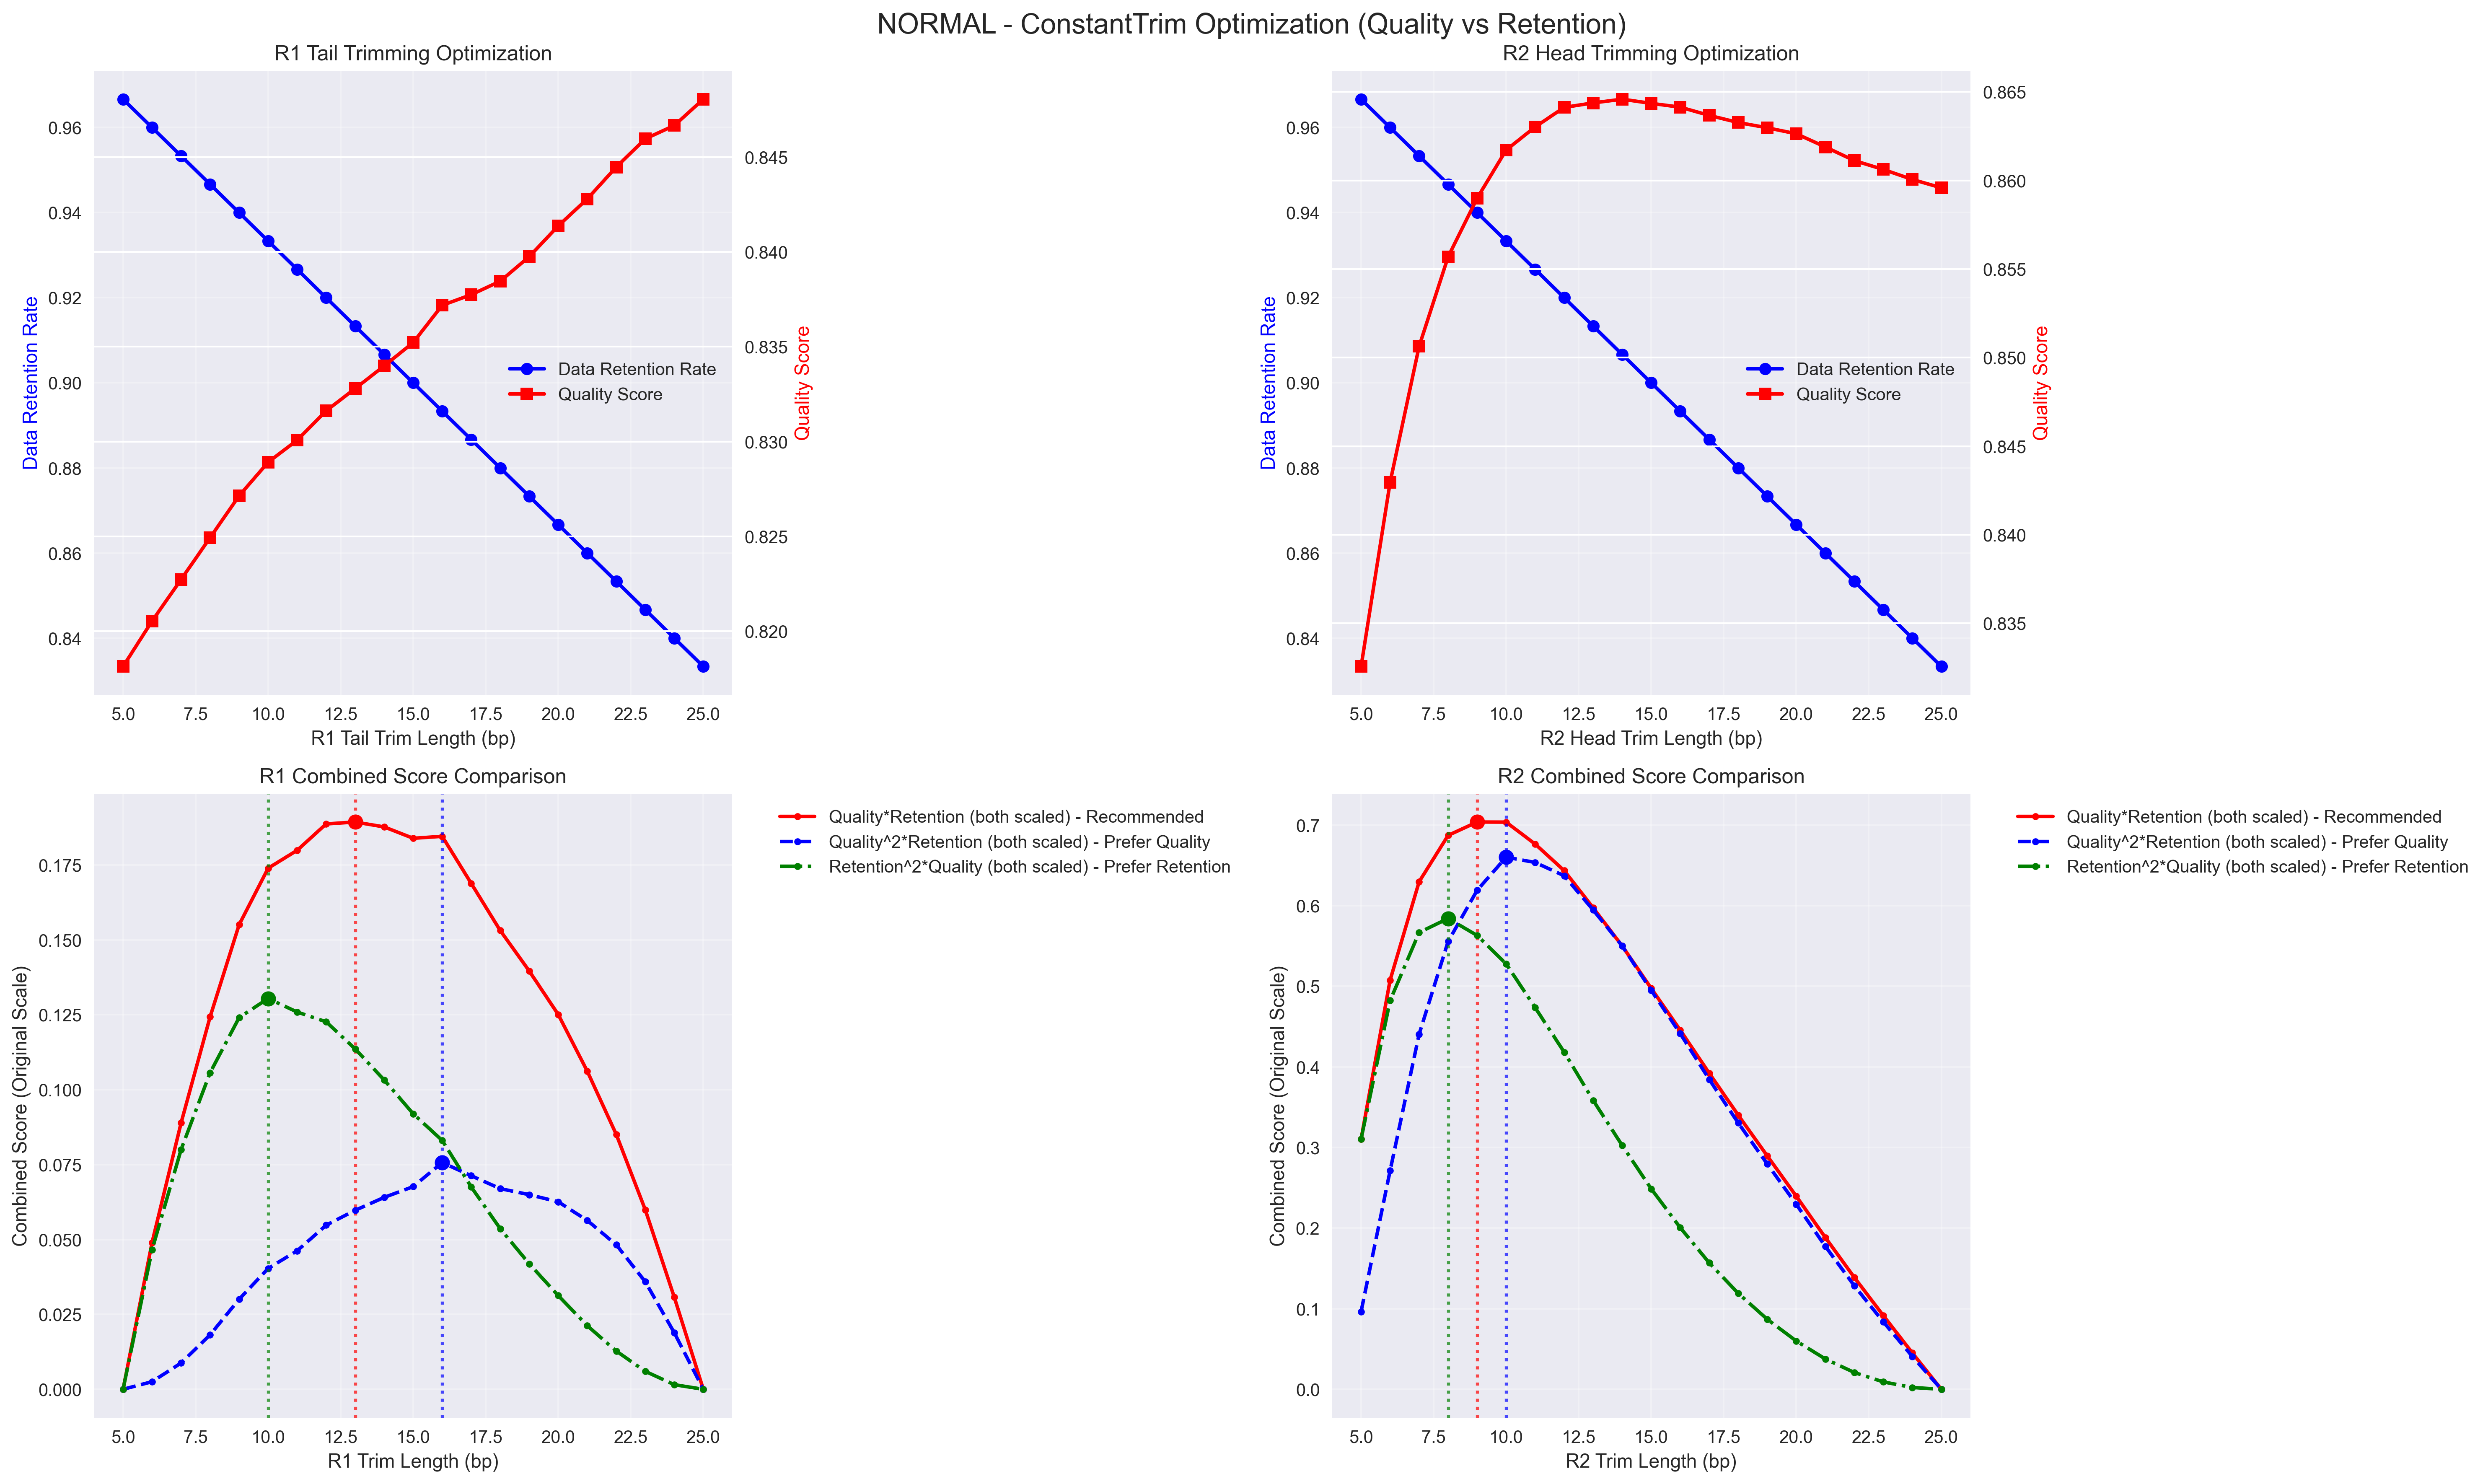 NORMAL - ConstantTrim Optimization (Quality vs Retention)
R1 Tail Trimming Optimization
Data Retention Rate
0.96
0.94
0.92
0.90
0.88
0.86
0.84
0.845
0.840
0.835
0.830
0.825
0.820
Quality Score
Data Retention Rate
Quality Score
5.0 7.5 10.0 12.5 15.0 17.5 20.0 22.5 25.0
R1 Tail Trim Length (bp)
R2 Head Trimming Optimization
Data Retention Rate
0.96
0.94
0.92
0.90
0.88
0.86
0.84
0.865
0.860
0.855
0.850
0.845
0.840
0.835
Quality Score
Data Retention Rate
Quality Score
5.0 7.5 10.0 12.5 15.0 17.5 20.0 22.5 25.0
R2 Head Trim Length (bp)
R1 Combined Score Comparison
Combined Score (Original Scale)
0.175
0.150
0.125
0.100
0.075
0.050
0.025
0.000
5.0 7.5 10.0 12.5 15.0 17.5 20.0 22.5 25.0
R1 Trim Length (bp)
Quality*Retention (both scaled) - Recommended
Quality^2*Retention (both scaled) - Prefer Quality
Retention^2*Quality (both scaled) - Prefer Retention
R2 Combined Score Comparison
Combined Score (Original Scale)
0.7
0.6
0.5
0.4
0.3
0.2
0.1
0.0
5.0 7.5 10.0 12.5 15.0 17.5 20.0 22.5 25.0
R2 Trim Length (bp)
Quality*Retention (both scaled) - Recommended
Quality^2*Retention (both scaled) - Prefer Quality
Retention^2*Quality (both scaled) - Prefer Retention